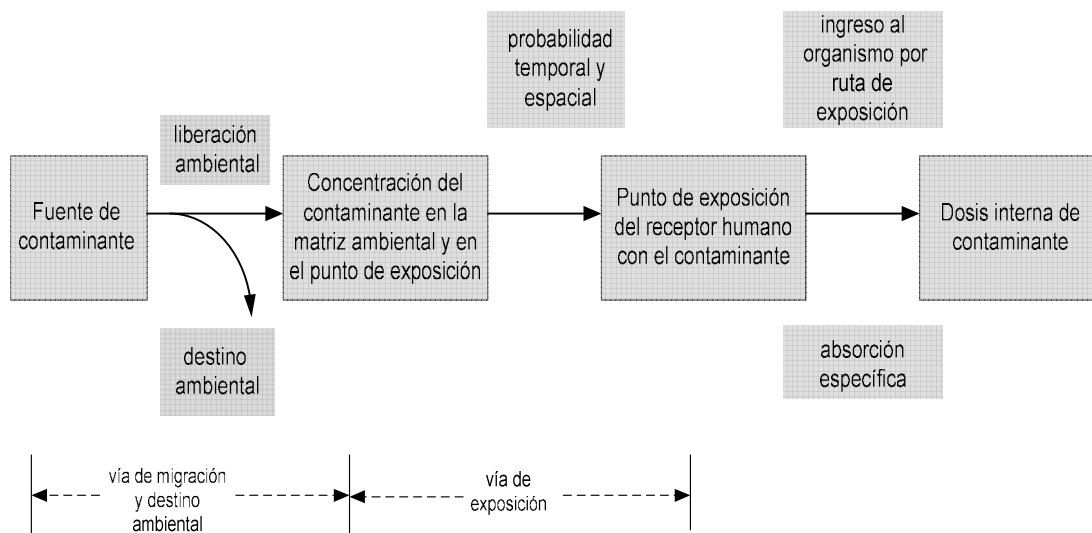 probabilidad
temporal y
espacial
ingreso al
organismo por
ruta de
exposición
liberación
ambiental
Fuente de
contaminante
Concentración del
contaminante en la
matriz ambiental y en
el punto de exposición
Punto de exposición
del receptor humano
con el contaminante
Dosis interna de
contaminante
destino
ambiental
absorción
específica
vía de migración
y destino
ambiental
vía de
exposición